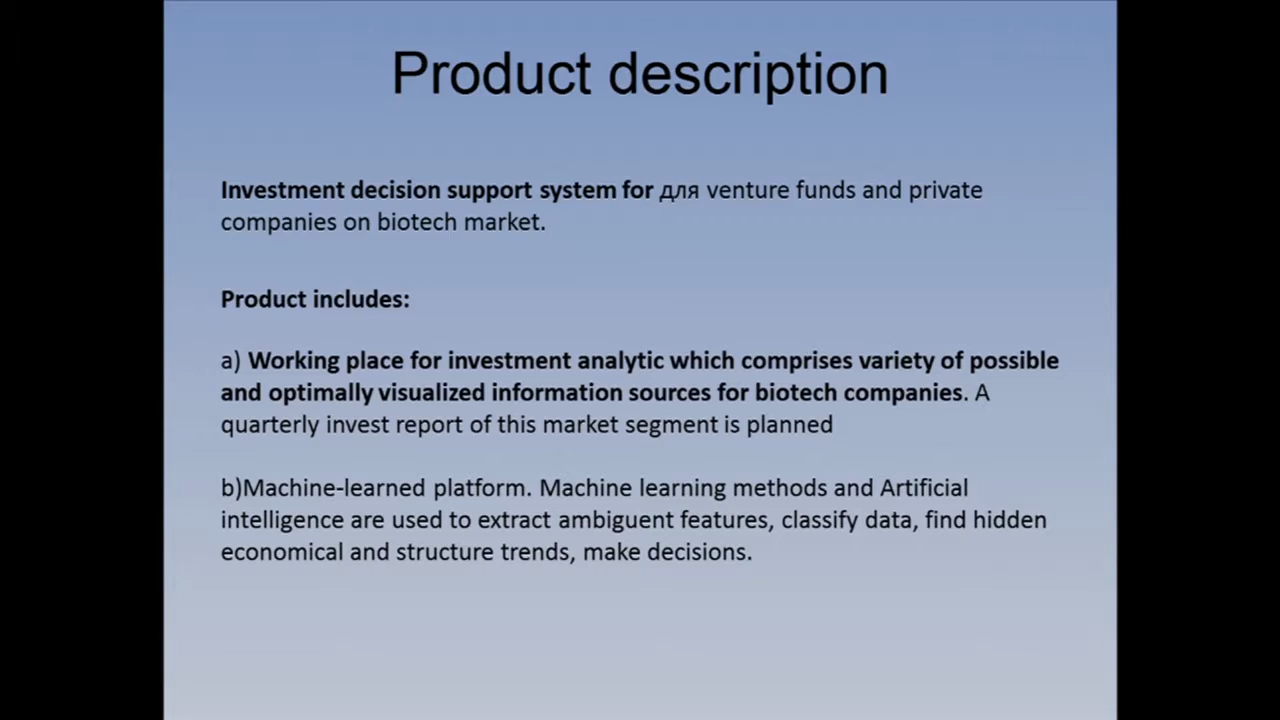 Product description
Investment decision support system for для venture funds and private
companies on biotech market.
Product includes:
a) Working place for investment analytic which comprises variety of possible
and optimally visualized information sources for biotech companies. A
quarterly invest report of this market segment is planned
b)Machine-learned platform. Machine learning methods and Artificial
intelligence are used to extract ambiguent features, classify data, find hidden
economical and structure trends, make decisions.